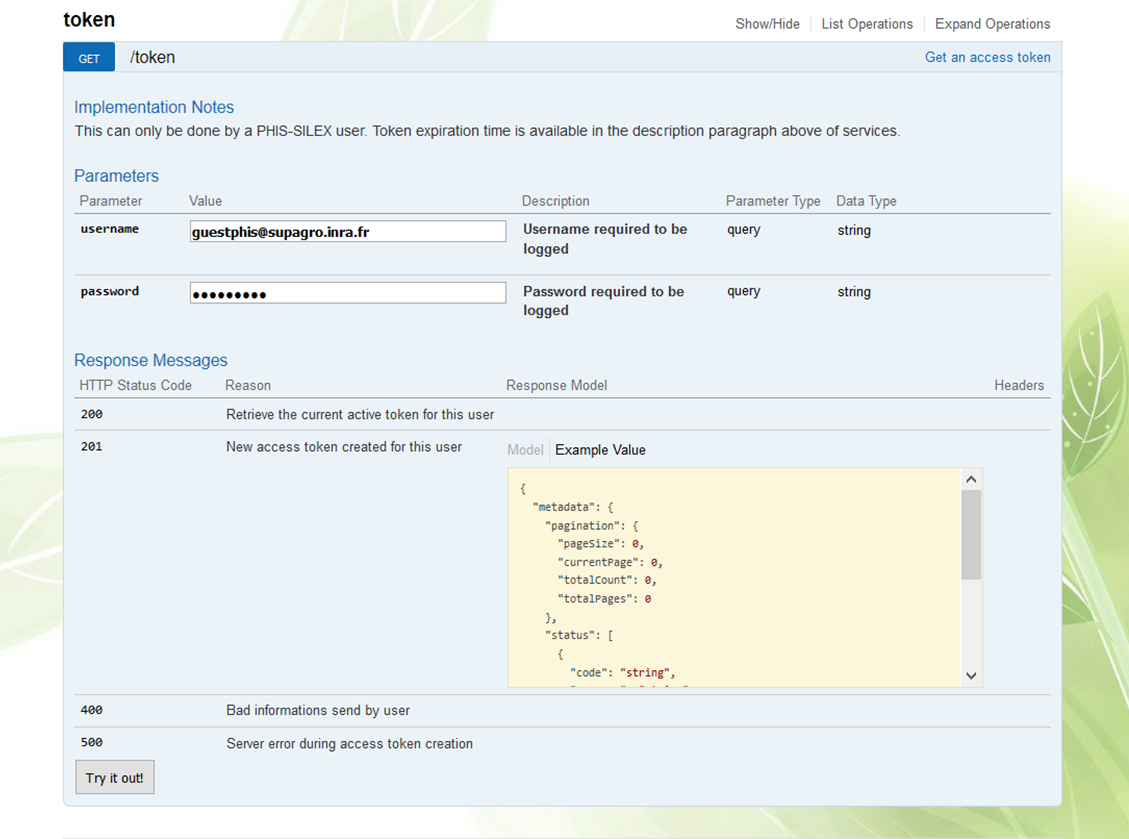 token
Show/Hide List Operations Expand Operations
GET /token Get an access token
Implementation Notes
This can only be done by a PHIS-SILEX user. Token expiration time is available in the description paragraph above of services.
Parameters
Parameter Value Description Parameter Type Data Type
username guestphis@supagro.inra.fr Username required to be logged query string
password ●●●●●●●●● Password required to be logged query string
Response Messages
HTTP Status Code Reason Response Model Headers
200 Retrieve the current active token for this user
201 New access token created for this user Model Example Value
{
"metadata": {
"pagination": {
"pageSize": 0,
"currentPage": 0,
"totalCount": 0,
"totalPages": 0
},
"status": [
{
"code": "string",
400 Bad informations send by user
500 Server error during access token creation
Try it out!